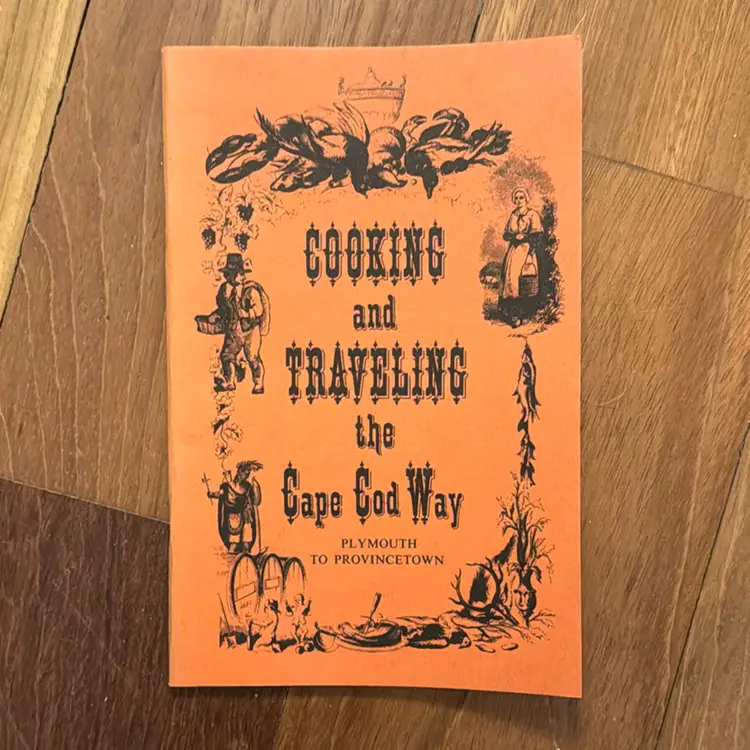 COOKING
and
TRAVELING
the
Cape Cod Way
PLYMOUTH
TO PROVINCETOWN